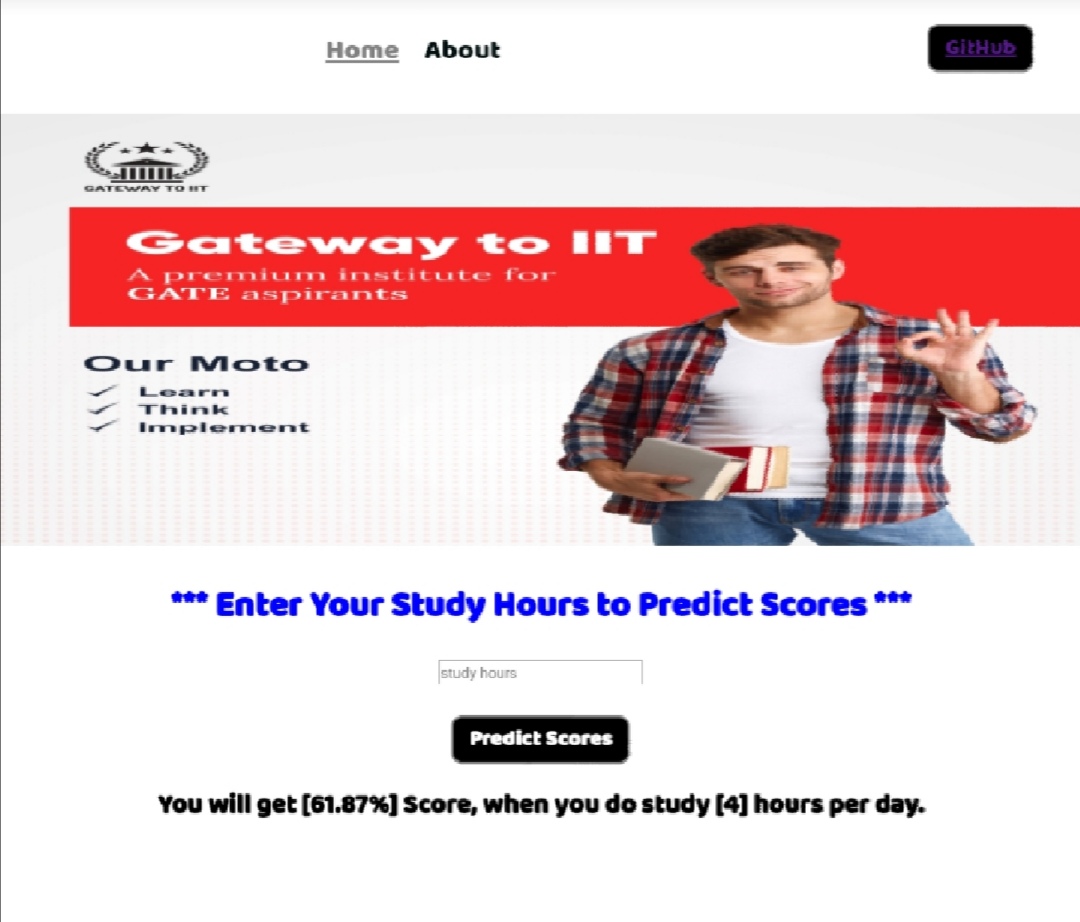 Home About GitHub
GATEWAY TO IIT
Gateway to IIT
A premium institute for
GATE aspirants
Our Moto
Learn
Think
Implement
*** Enter Your Study Hours to Predict Scores ***
study hours
Predict Scores
You will get [61.87%] Score, when you do study [4] hours per day.